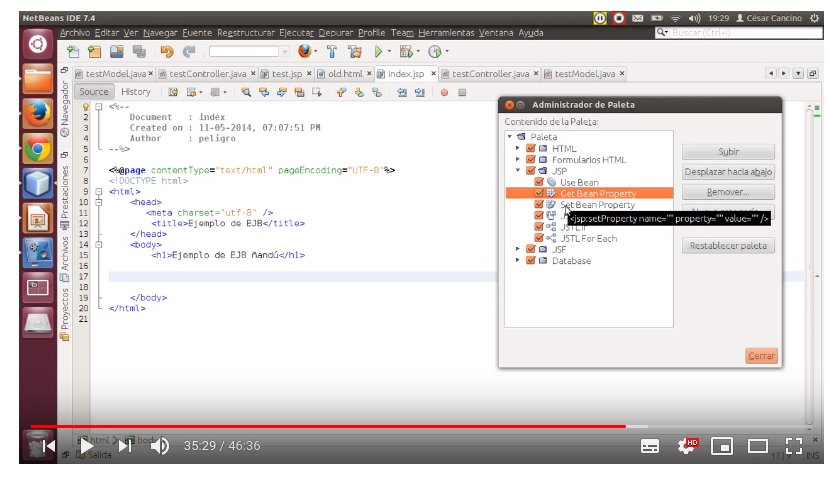 NetBeans IDE 7.4
19:29 César Cancino
Archivo Editar Ver Navegar Fuente Reestructurar Ejecutar Depurar Profile Team Herramientas Ventana Ayuda
Buscar (Ctrl+I)
testModel.java testController.java test.jsp old.html index.jsp testController.java testModel.java
Source History
Navegador
Prestaciones
Archivos
Proyectos
1 <%--
2 Document : index
3 Created on : 11-05-2014, 07:07:51 PM
4 Author : peligro
5 --%>
6
7 <%@page contentType="text/html" pageEncoding="UTF-8"%>
8 <!DOCTYPE html>
9 <html>
10 <head>
11 <meta charset="utf-8" />
12 <title>Ejemplo de EJB</title>
13 </head>
14 <body>
15 <h1>Ejemplo de EJB ñandú</h1>
16
17
18
19 </body>
20 </html>
21
Administrador de Paleta
Contenido de la Paleta:
Paleta
HTML
Formularios HTML
JSP
Use Bean
Get Bean Property
Set Bean Property
JSTL If
JSTL For Each
JSF
Database
<jsp:setProperty name="" property="" value="" />
Subir
Desplazar hacia abajo
Remover...
Restablecer paleta
Cerrar
html body
35:29 / 46:36
HD
Salida
INS